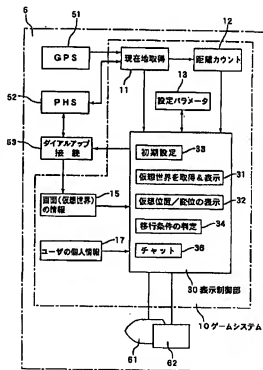 6
51
GPS
現在地取得
11
12
距離カウント
13
設定パラメータ
52
PHS
53
ダイアルアップ
接続
初期設定
33
仮想世界を取得&表示
31
15
画面(仮想世界)
の情報
仮想位置/変位の表示
32
移行条件の判定
34
17
ユーザの個人情報
チャット
36
30表示制御部
10ゲームシステム
61
62